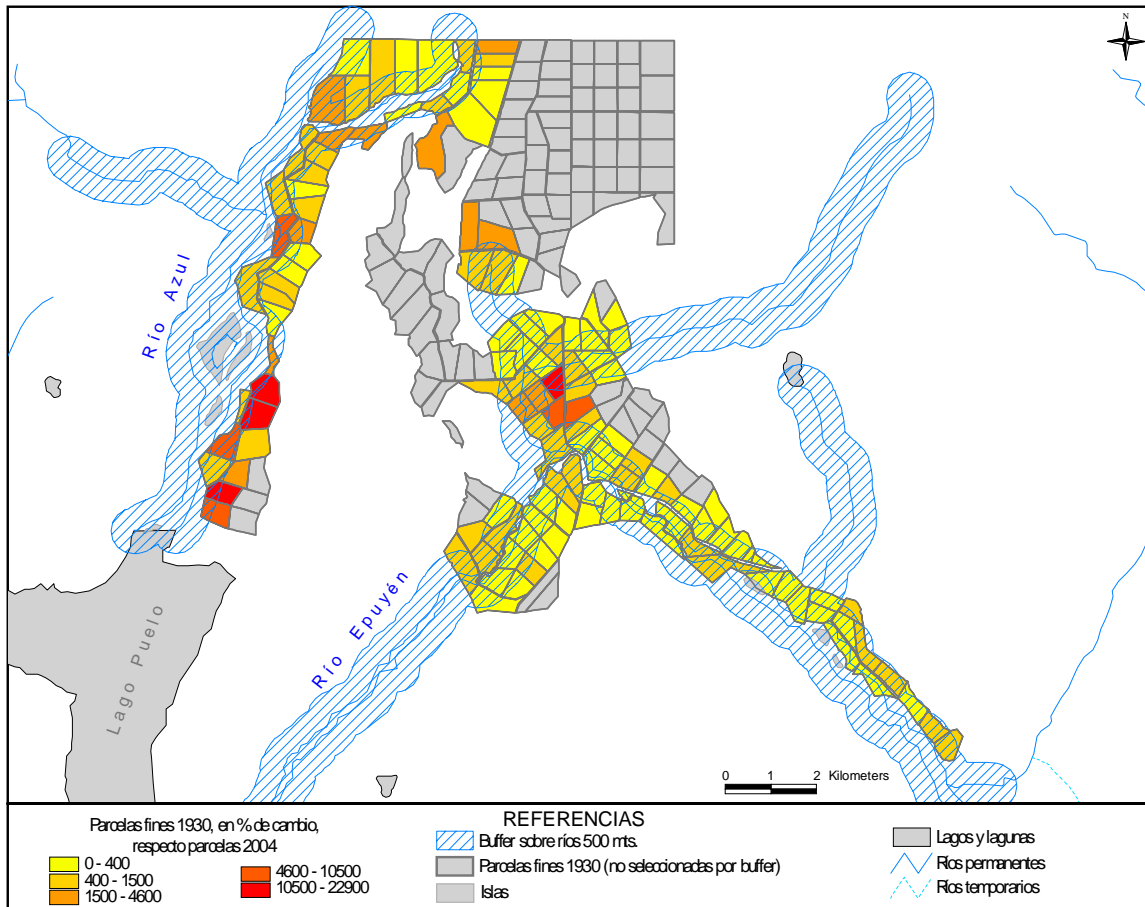 N
Río Azul
Río Epuyén
Lago Puelo
0 1 2 Kilometers
REFERENCIAS
Parcelas fines 1930, en % de cambio,
respecto parcelas 2004
0 - 400
400 - 1500
1500 - 4600
4600 - 10500
10500 - 22900
Buffer sobre ríos 500 mts.
Parcelas fines 1930 (no seleccionadas por buffer)
Islas
Lagos y lagunas
Ríos permanentes
Ríos temporarios